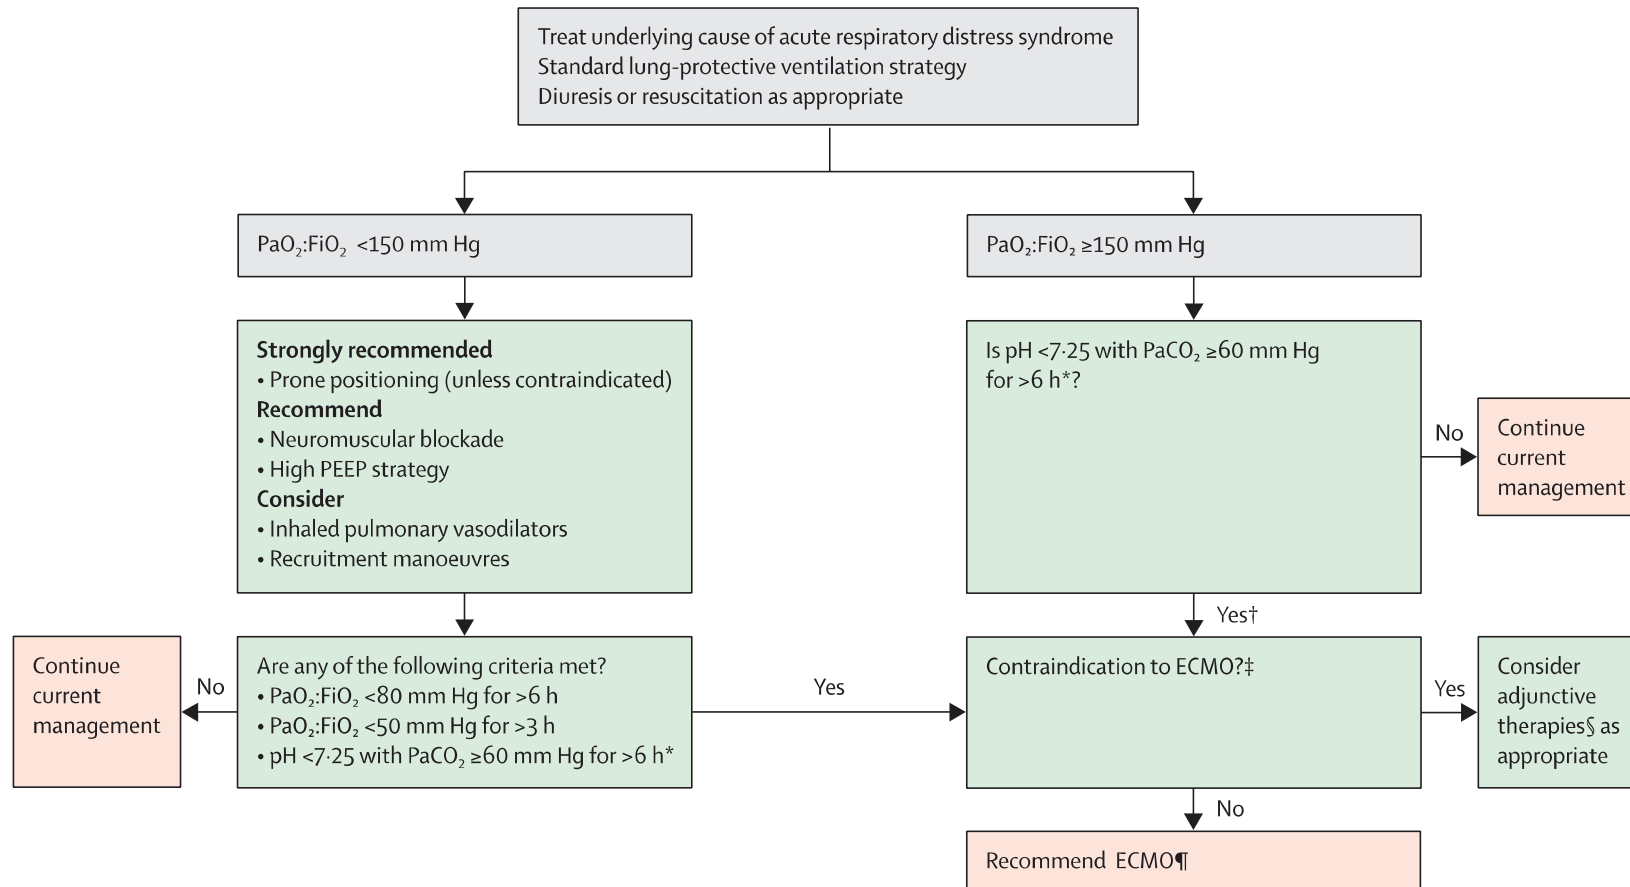 Treat underlying cause of acute respiratory distress syndrome
Standard lung-protective ventilation strategy
Diuresis or resuscitation as appropriate
PaO₂:FiO₂ <150 mm Hg
PaO₂:FiO₂ ≥150 mm Hg
Strongly recommended
• Prone positioning (unless contraindicated)
Recommend
• Neuromuscular blockade
• High PEEP strategy
Consider
• Inhaled pulmonary vasodilators
• Recruitment manoeuvres
Is pH <7·25 with PaCO₂ ≥60 mm Hg
for >6 h*?
No
Continue
current
management
Yes†
Continue
current
management
No
Are any of the following criteria met?
• PaO₂:FiO₂ <80 mm Hg for >6 h
• PaO₂:FiO₂ <50 mm Hg for >3 h
• pH <7·25 with PaCO₂ ≥60 mm Hg for >6 h*
Yes
Contraindication to ECMO?‡
Yes
Consider
adjunctive
therapies§ as
appropriate
No
Recommend ECMO¶